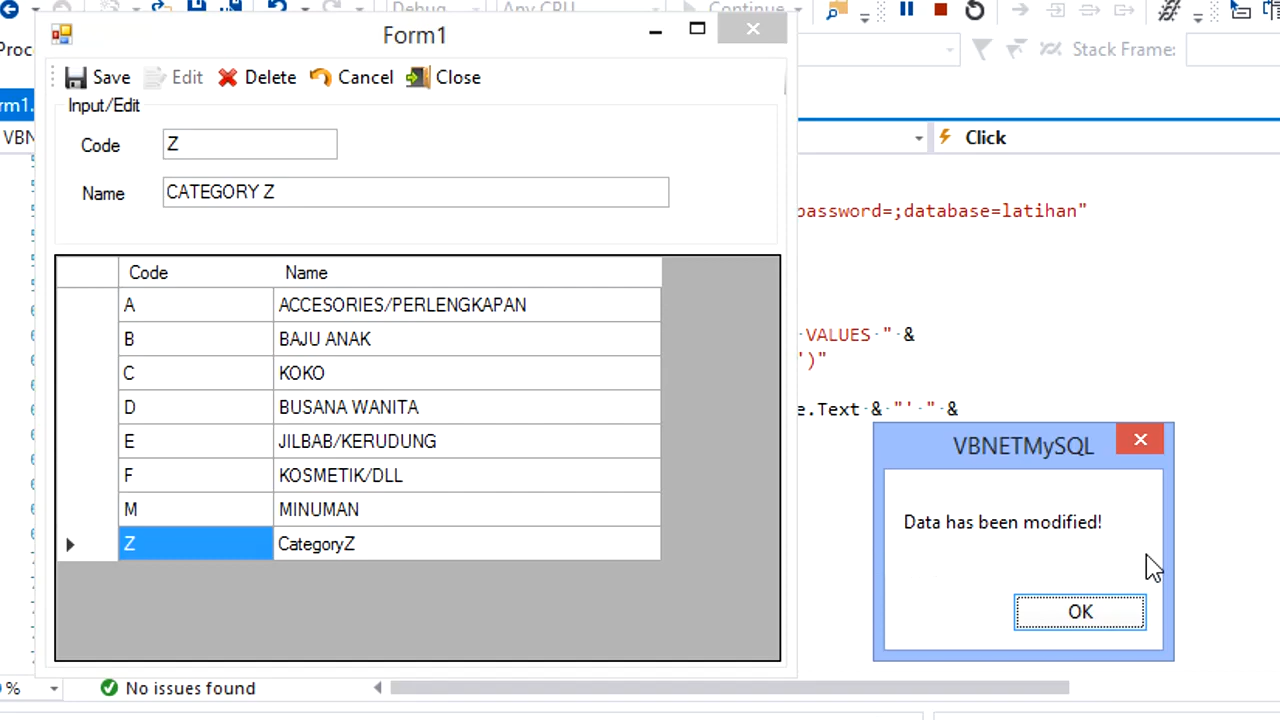 Debug
Any CPU
Continue
Form1
Proc
Stack Frame:
Save Edit Delete Cancel Close
rm1.
Input/Edit
VBN
Click
Code Z
Name CATEGORY Z
password=;database=latihan"
Code Name
A ACCESORIES/PERLENGKAPAN
B BAJU ANAK
VALUES " &
')"
C KOKO
D BUSANA WANITA
e.Text & "' " &
E JILBAB/KERUDUNG
VBNETMySQL
F KOSMETIK/DLL
M MINUMAN
Data has been modified!
Z CategoryZ
OK
% No issues found